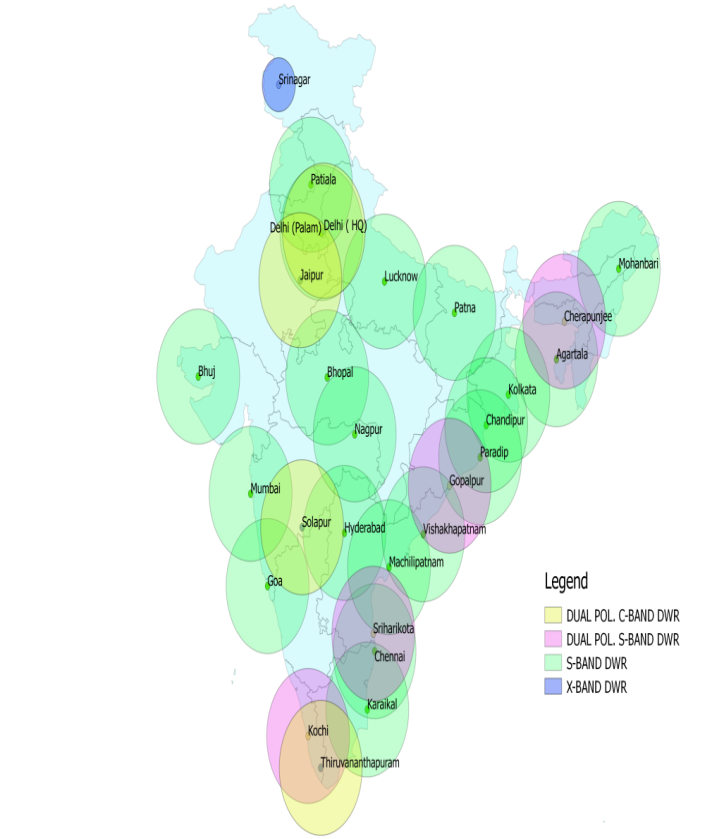 Srinagar
Patiala
Delhi (Palam)
Delhi ( HQ)
Jaipur
Lucknow
Patna
Mohanbari
Cherapunjee
Agartala
Bhuj
Bhopal
Kolkata
Chandipur
Nagpur
Paradip
Gopalpur
Mumbai
Solapur
Hyderabad
Vishakhapatnam
Machilipatnam
Goa
Legend
DUAL POL. C-BAND DWR
DUAL POL. S-BAND DWR
S-BAND DWR
X-BAND DWR
Sriharikota
Chennai
Karaikal
Kochi
Thiruvananthapuram